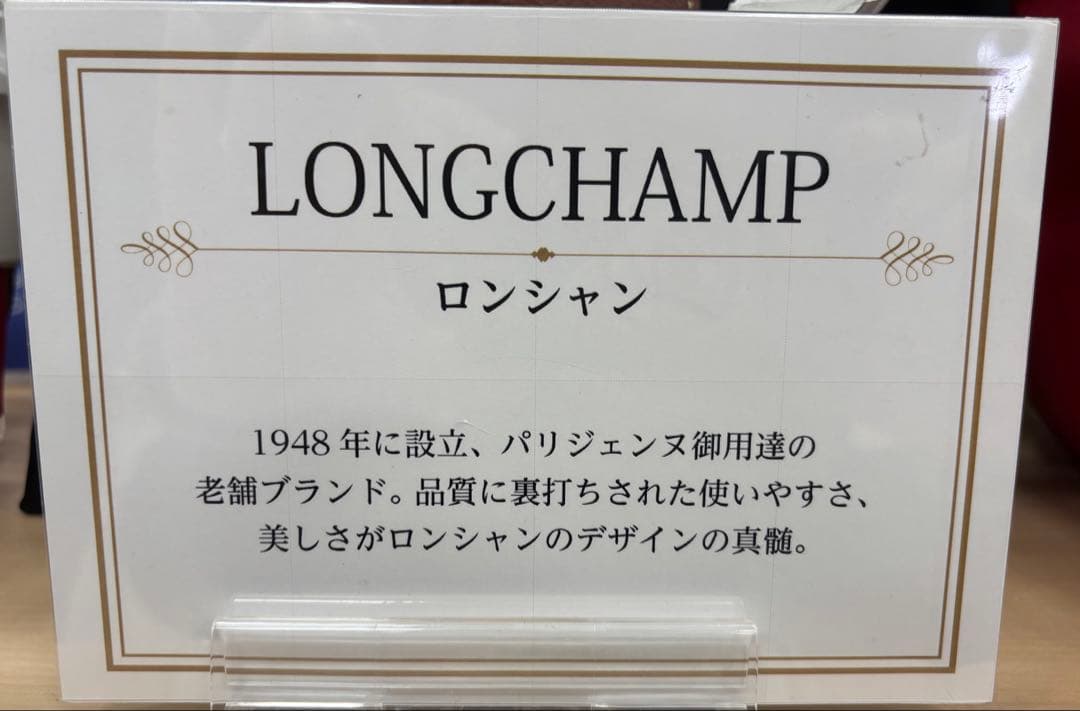 LONGCHAMP
ロンシャン
1948 年に設立、パリジェンヌ御用達の
老舗ブランド。品質に裏打ちされた使いやすさ、
美しさがロンシャンのデザインの真髄。